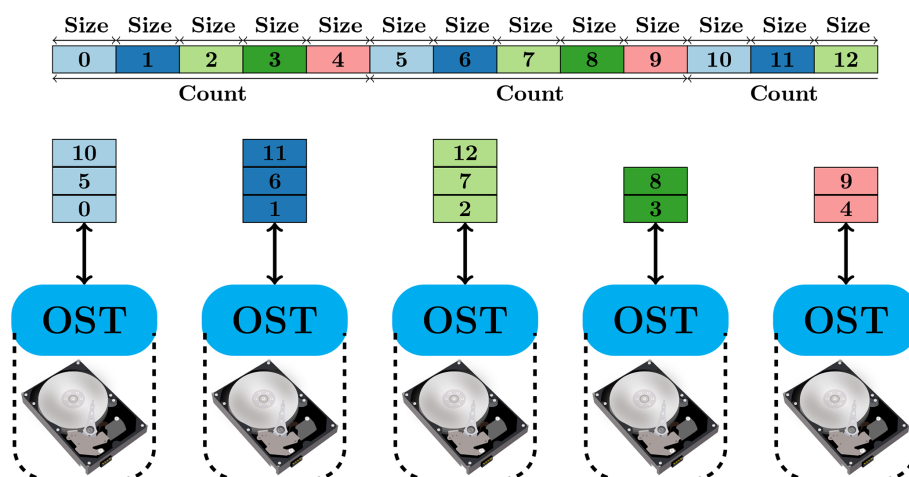 Size Size Size Size Size Size Size Size Size Size Size Size Size
0 1 2 3 4 5 6 7 8 9 10 11 12
Count Count Count
10 11 12
5 6 7 8 9
0 1 2 3 4
OST OST OST OST OST